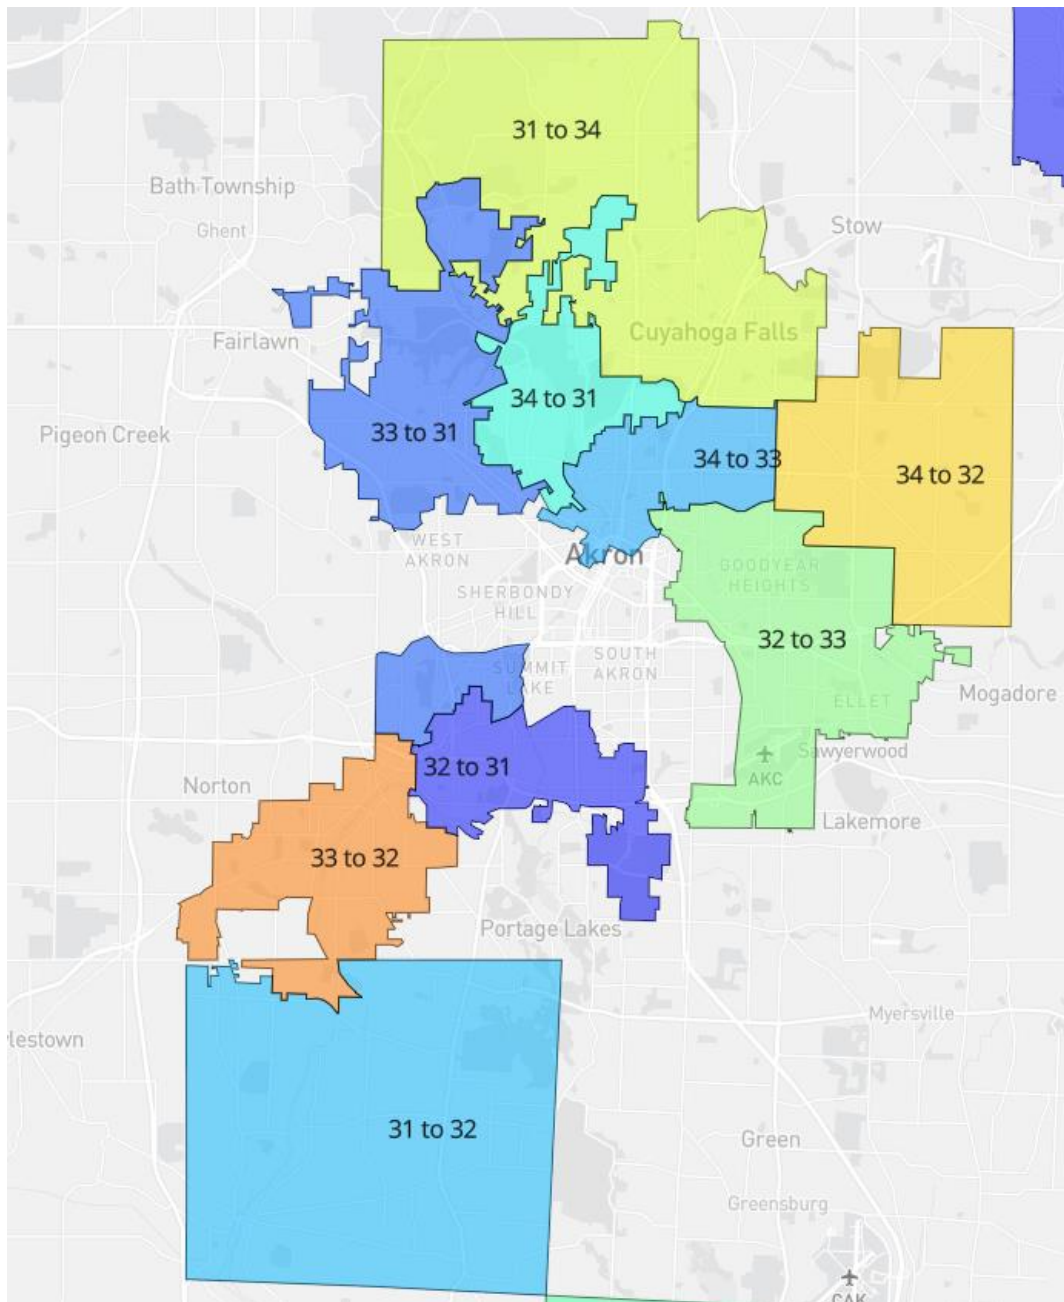 31 to 34
Bath Township
Ghent
Stow
Fairlawn
Cuyahoga Falls
34 to 31
Pigeon Creek
33 to 31
34 to 33
34 to 32
WEST
AKRON
Akron
GOODYEAR
HEIGHTS
SHERBONDY
HILL
32 to 33
SOUTH
AKRON
SUMMIT
LAKE
Mogadore
ELLET
Sawyerwood
32 to 31
AKC
Norton
Lakemore
33 to 32
Portage Lakes
Myersville
lestown
31 to 32
Green
Greensburg
CAK